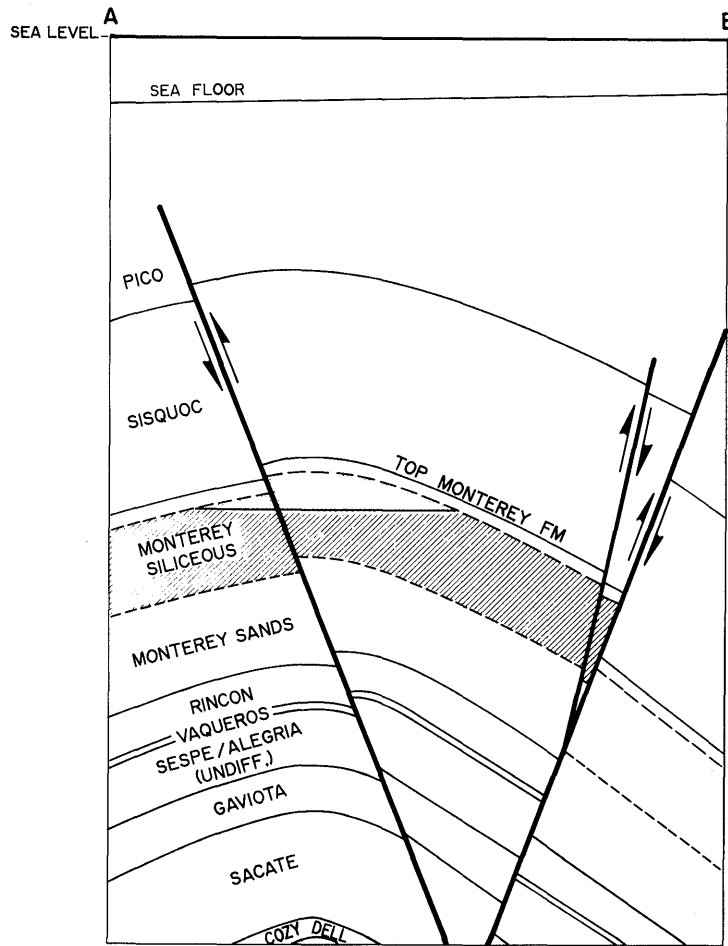 A
B
SEA LEVEL
SEA FLOOR
PICO
SISQUOC
TOP MONTEREY FM
MONTEREY
SILICEOUS
MONTEREY SANDS
RINCON
VAQUEROS
SESPE/ALEGRIA
(UNDIFF.)
GAVIOTA
SACATE
COZY DELL